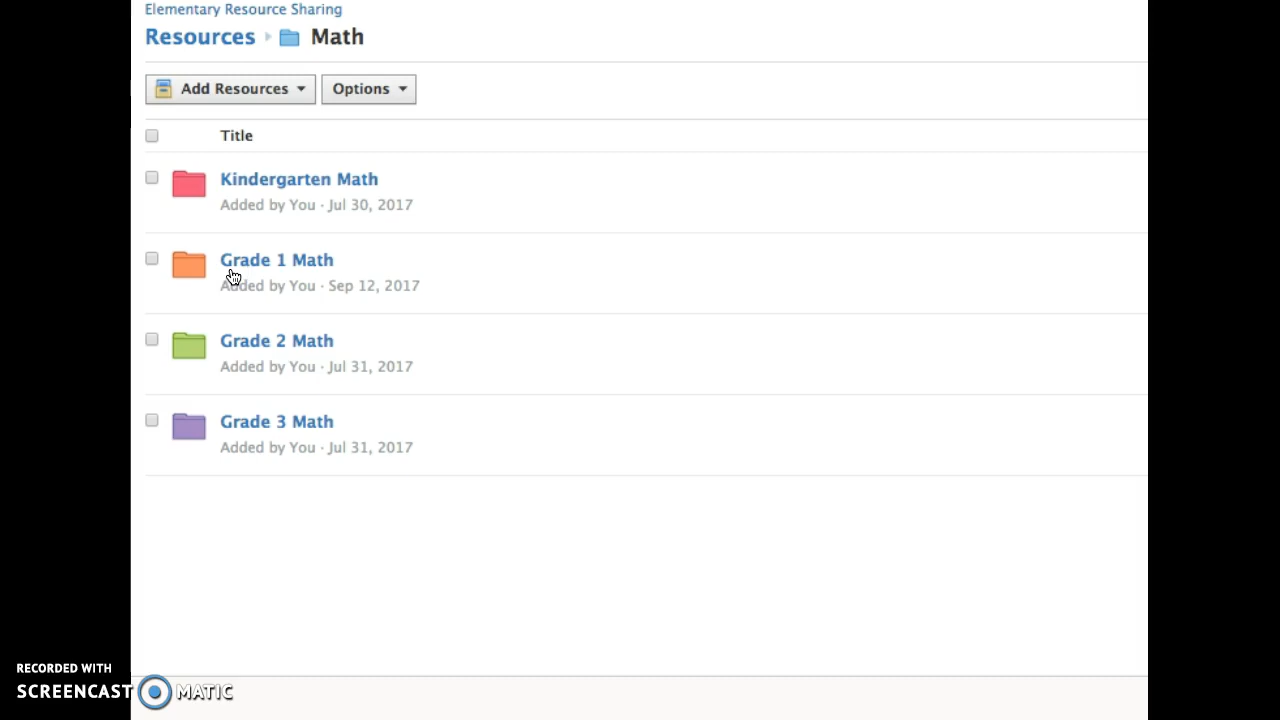 Elementary Resource Sharing
Resources Math
Add Resources Options
Title
Kindergarten Math
Added by You · Jul 30, 2017
Grade 1 Math
Added by You · Sep 12, 2017
Grade 2 Math
Added by You · Jul 31, 2017
Grade 3 Math
Added by You · Jul 31, 2017
RECORDED WITH
SCREENCAST MATIC